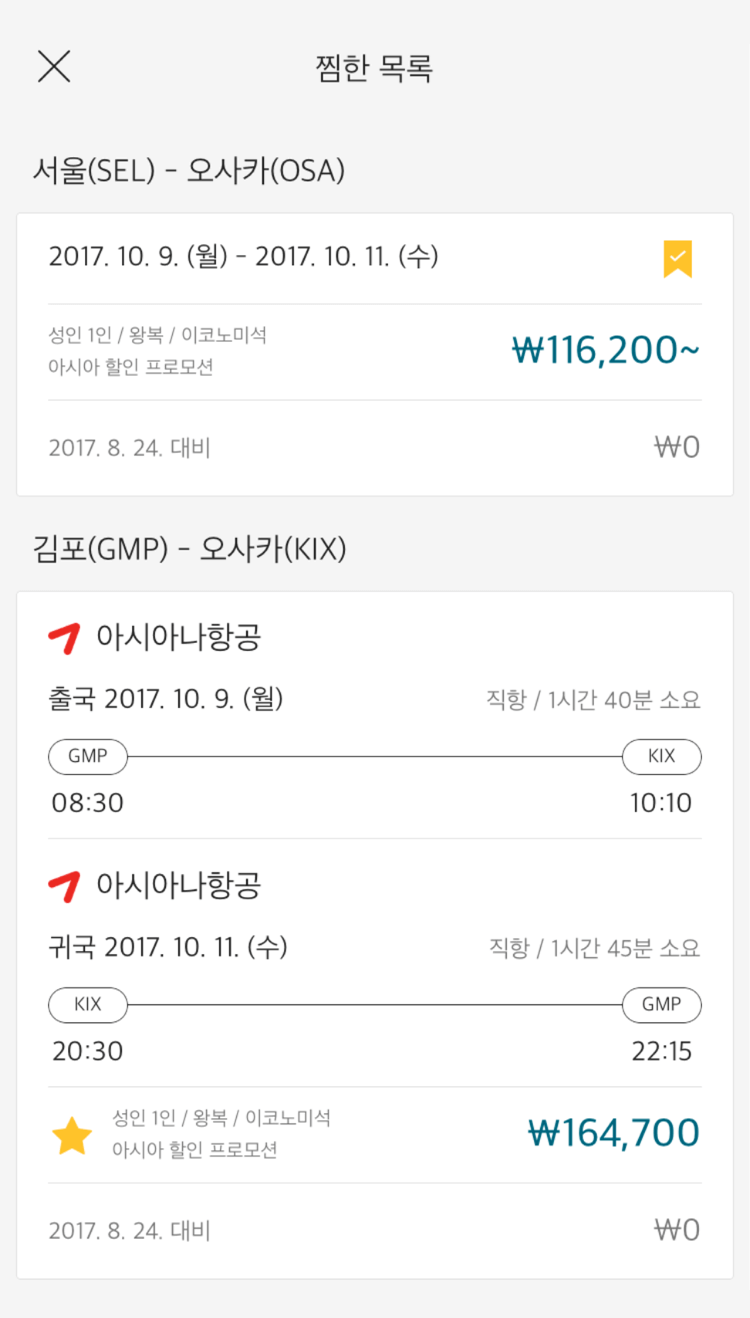 찜한 목록
서울(SEL) - 오사카(OSA)
2017. 10. 9. (월) - 2017. 10. 11. (수)
성인 1인 / 왕복 / 이코노미석
아시아 할인 프로모션
₩116,200~
2017. 8. 24. 대비
₩0
김포(GMP) - 오사카(KIX)
아시아나항공
출국 2017. 10. 9. (월)
직항 / 1시간 40분 소요
GMP
KIX
08:30
10:10
아시아나항공
귀국 2017. 10. 11. (수)
직항 / 1시간 45분 소요
KIX
GMP
20:30
22:15
성인 1인 / 왕복 / 이코노미석
아시아 할인 프로모션
₩164,700
2017. 8. 24. 대비
₩0